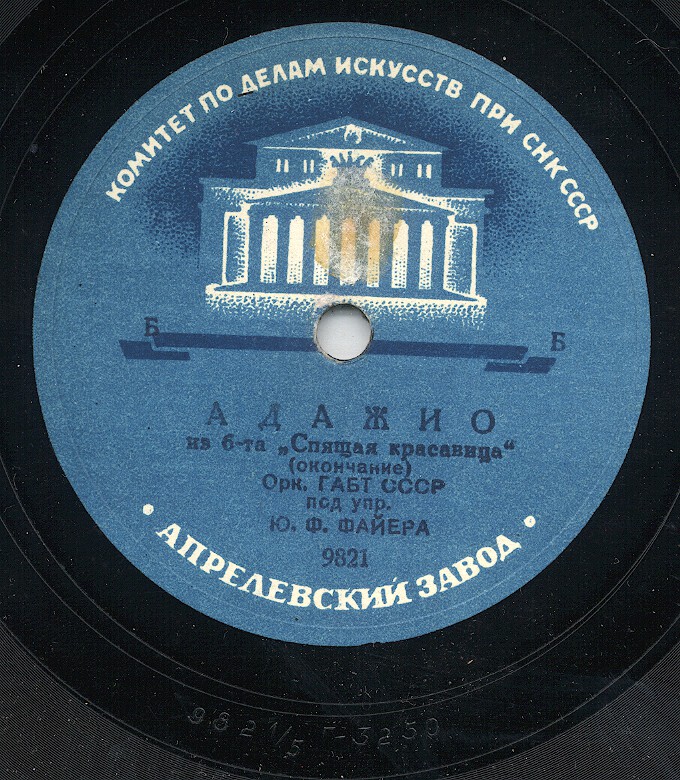 КОМИТЕТ ПО ДЕЛАМ ИСКУССТВ ПРИ СНК СССР
Б Б
АДАЖИО
из б-та „Спящая красавица“
(окончание)
Орк. ГАБТ СССР
под упр.
Ю. Ф. ФАЙЕРА
9821
• АПРЕЛЕВСКИЙ ЗАВОД •
9821/5 Г-3230